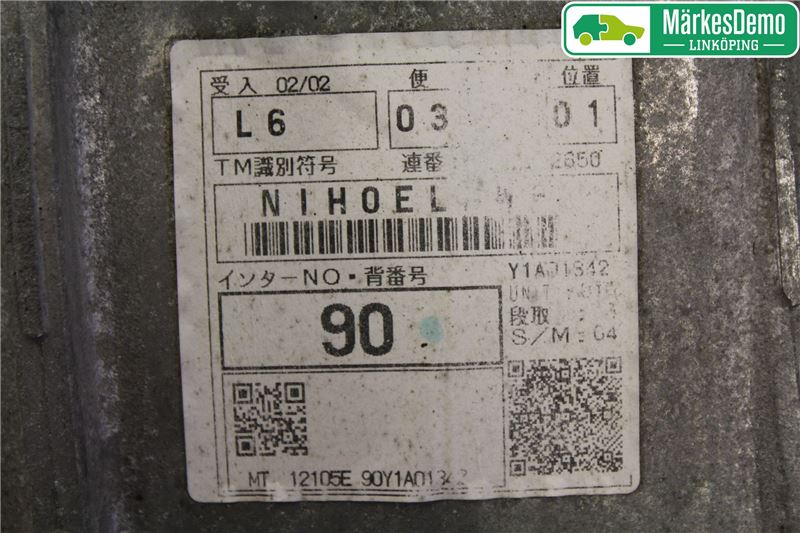 MärkesDemo
LINKÖPING
受入 02/02 便 位置
L6 03 01
TM識別符号 連番 2650
NIHOEL
インターNO・背番号 Y1A01342
90 UNIT
段取
S/M:04
MT 12105E 90Y1A01342